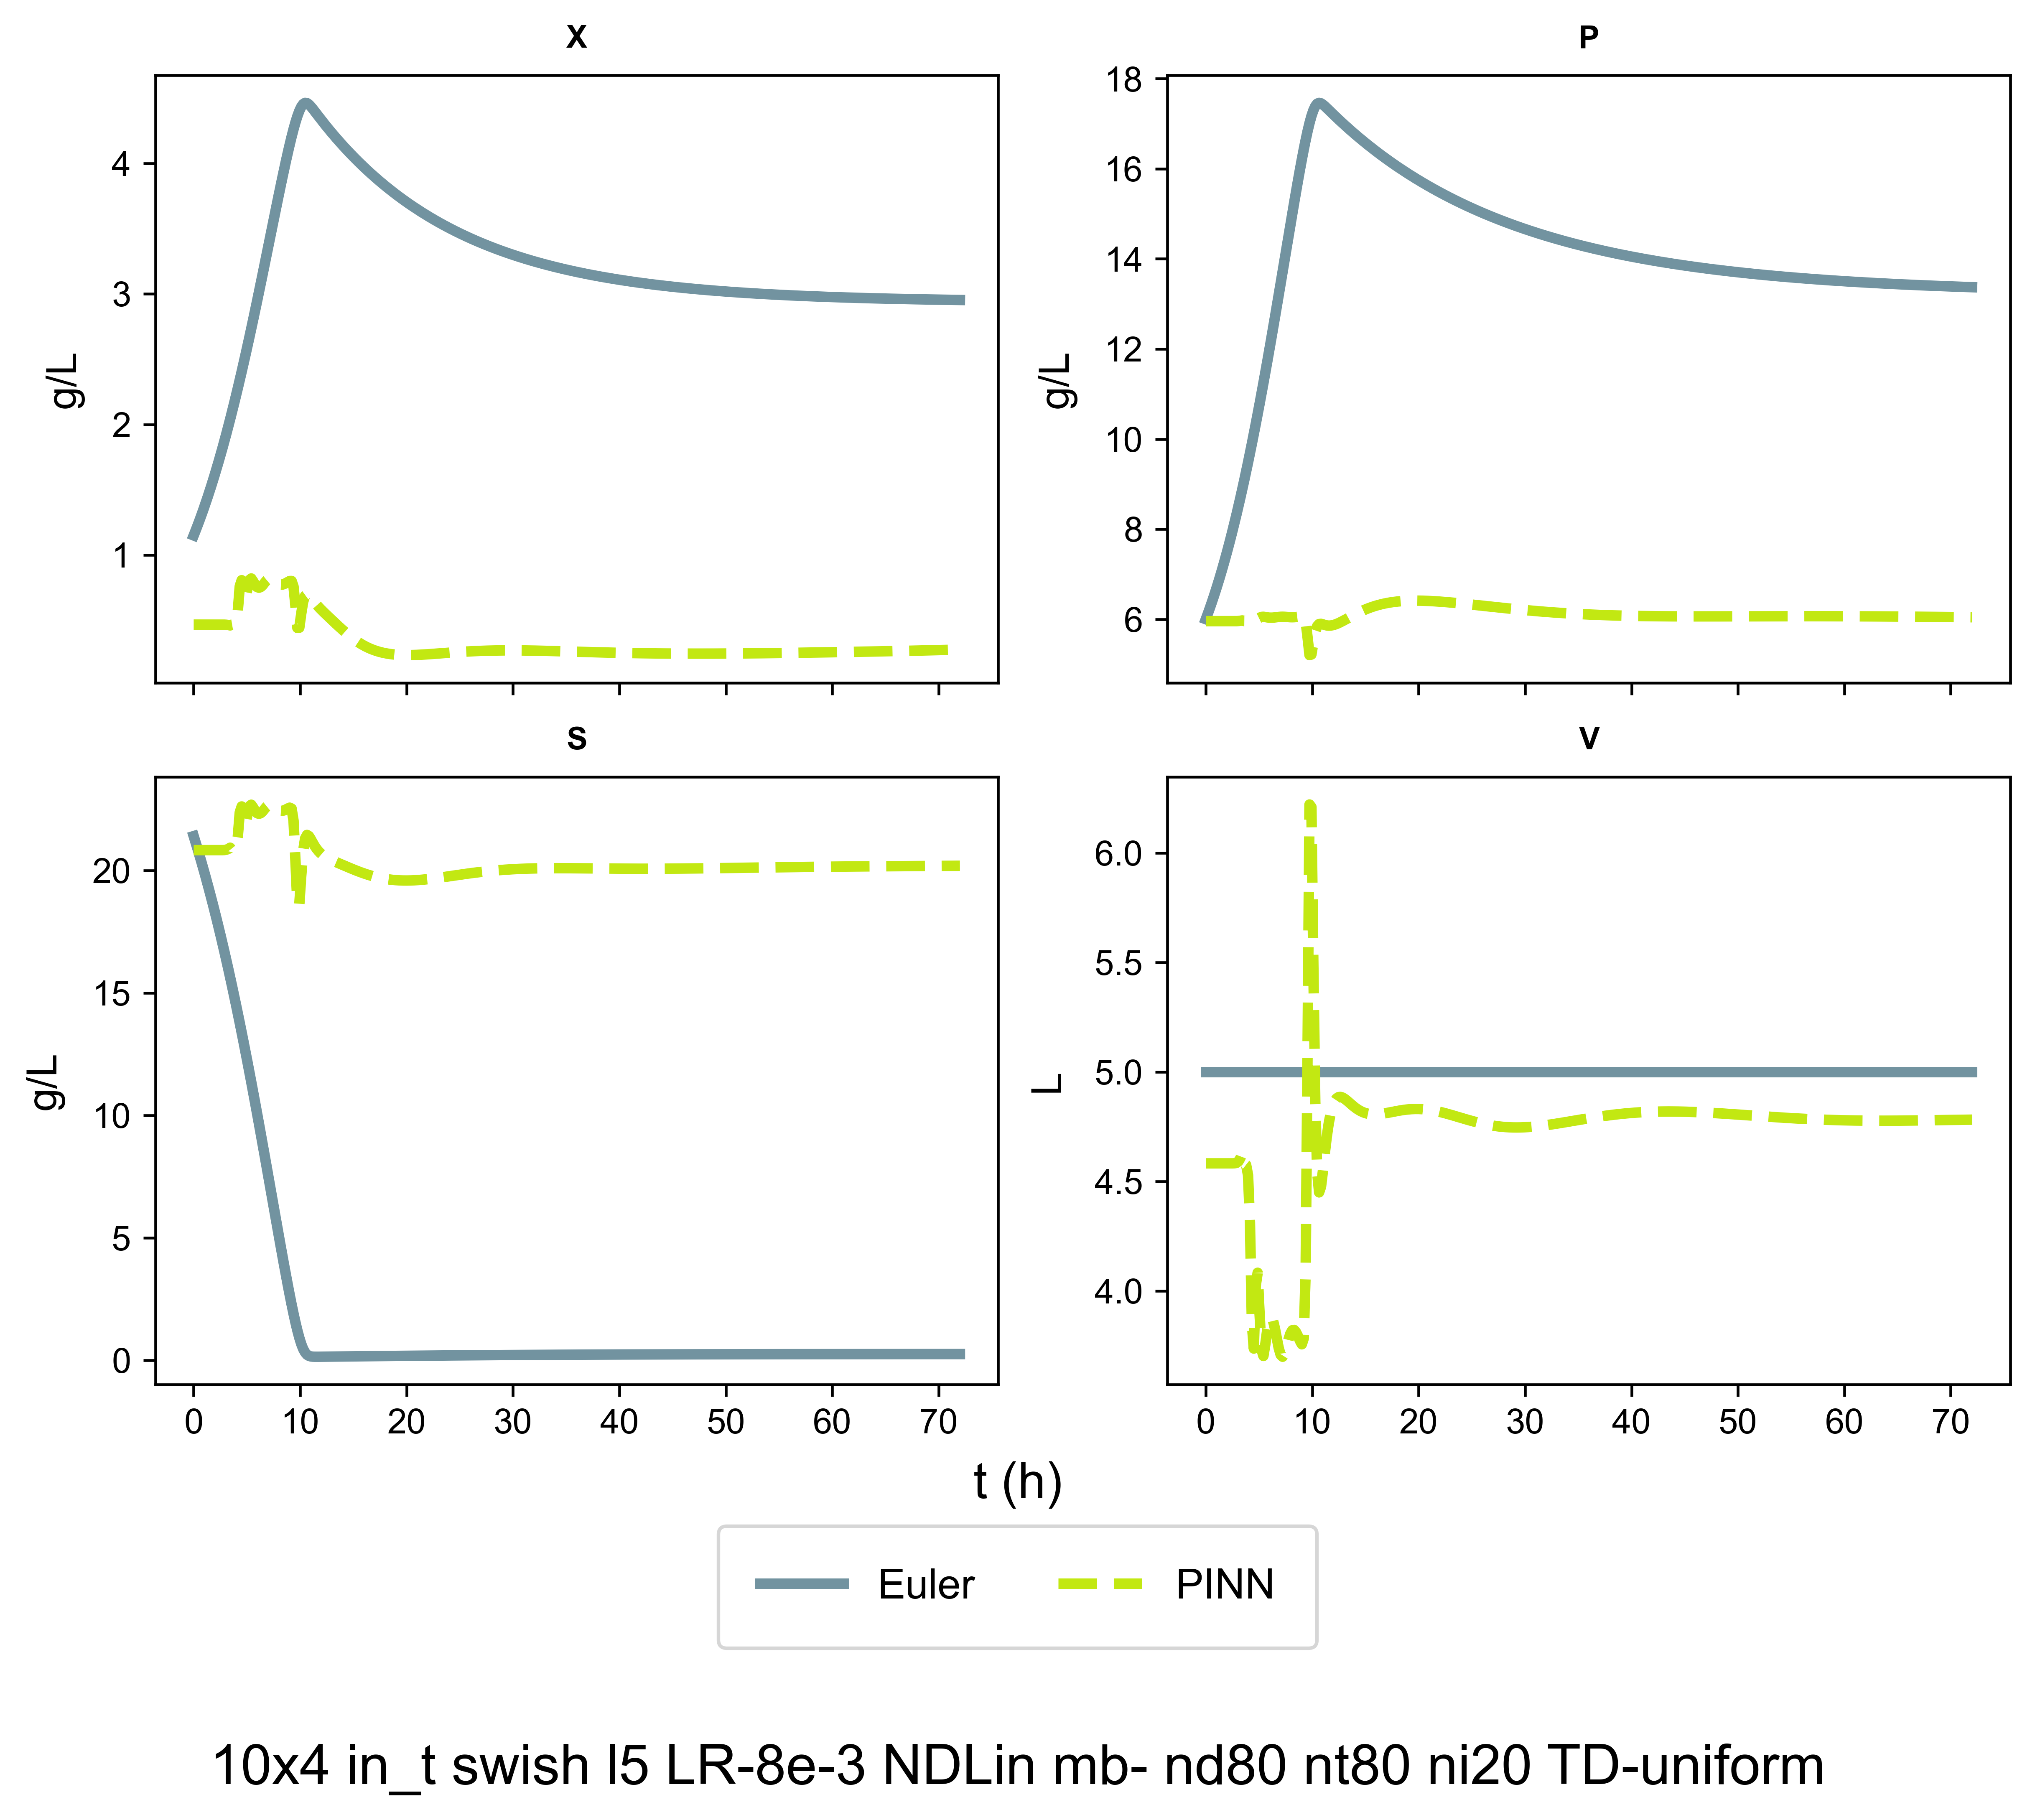 X
P
4
3
2
1
g/L
18
16
14
12
10
8
6
g/L
S
V
20
15
10
5
0
g/L
0 10 20 30 40 50 60 70
6.0
5.5
5.0
4.5
4.0
L
0 10 20 30 40 50 60 70
t (h)
Euler
PINN
10x4 in_t swish l5 LR-8e-3 NDLin mb- nd80 nt80 ni20 TD-uniform